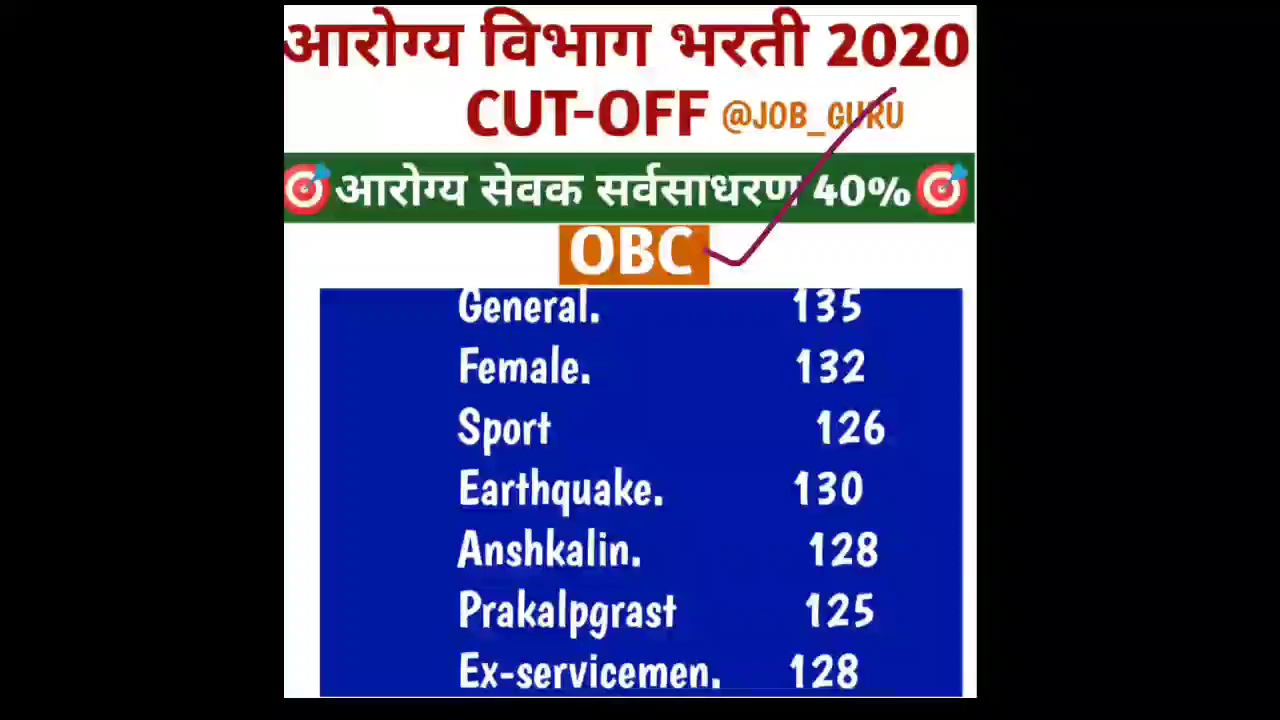 आरोग्य विभाग भरती 2020
CUT-OFF @JOB_GURU
🎯आरोग्य सेवक सर्वसाधरण 40%🎯
OBC
General. 135
Female. 132
Sport 126
Earthquake. 130
Anshkalin. 128
Prakalpgrast 125
Ex-servicemen. 128